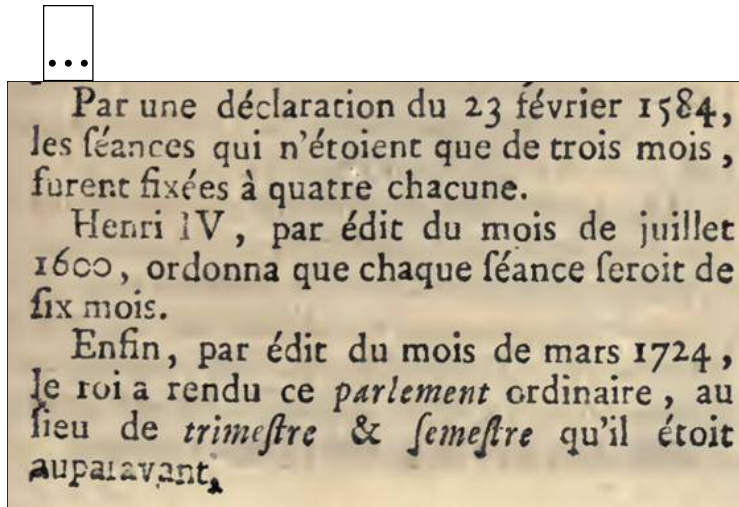 ...
Par une déclaration du 23 février 1584,
les ſéances qui n'étoient que de trois mois,
furent fixées à quatre chacune.
Henri IV, par édit du mois de juillet
1600, ordonna que chaque ſéance ſeroit de
ſix mois.
Enfin, par édit du mois de mars 1724,
le roi a rendu ce parlement ordinaire, au
lieu de trimeſtre & ſemeſtre qu'il étoit
auparavant.